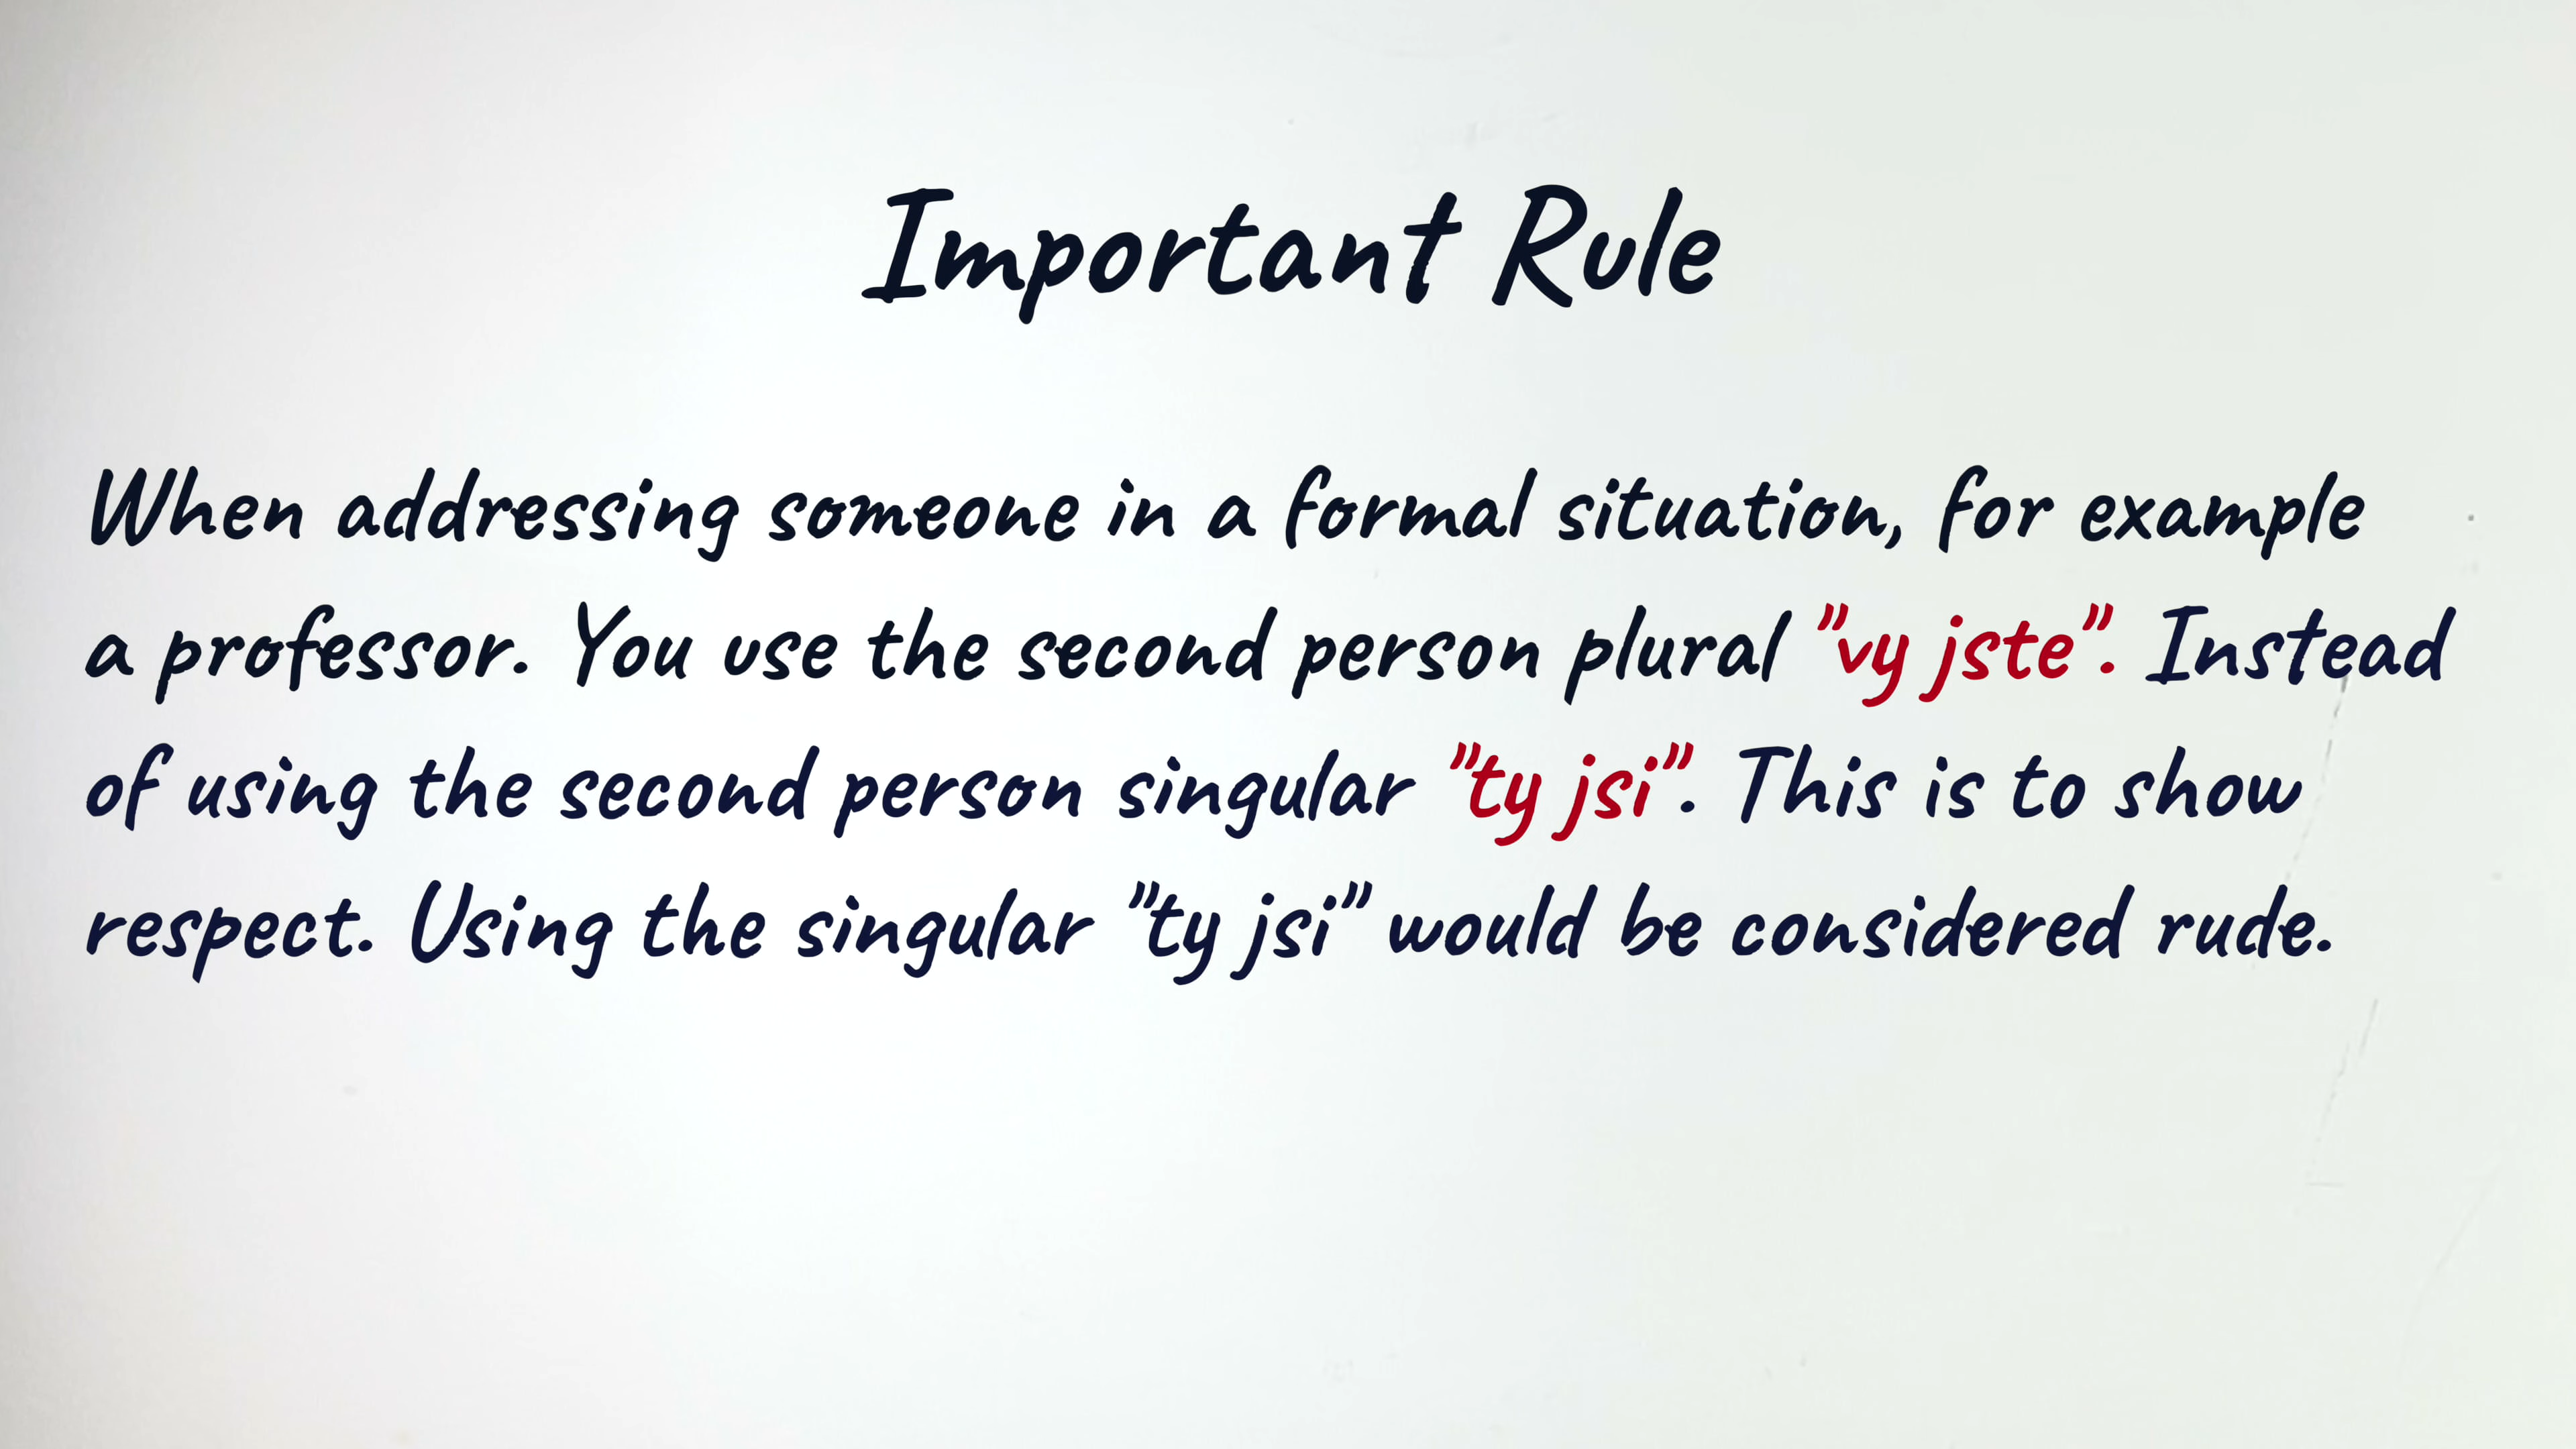 Important Rule
When addressing someone in a formal situation, for example
a professor. You use the second person plural "vy jste". Instead
of using the second person singular "ty jsi". This is to show
respect. Using the singular "ty jsi" would be considered rude.